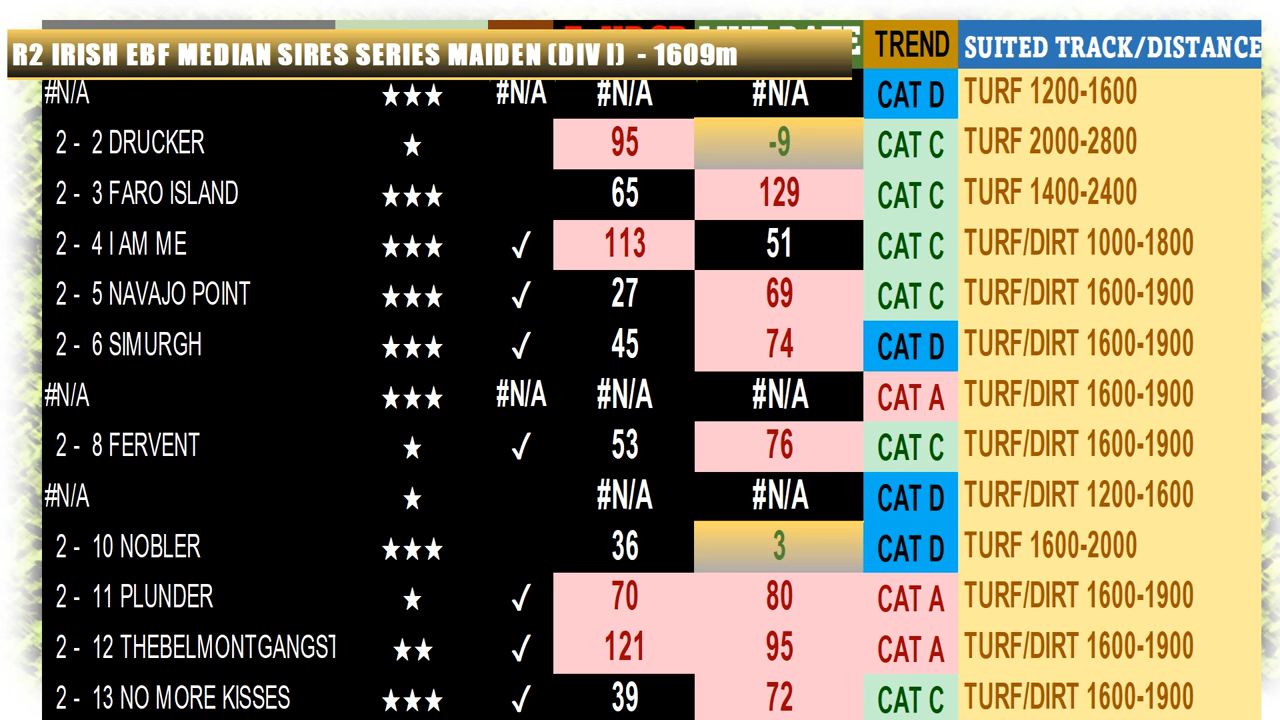 TREND SUITED TRACK/DISTANCE
R2 IRISH EBF MEDIAN SIRES SERIES MAIDEN (DIV I) - 1609m
#N/A ★★★ #N/A #N/A #N/A CAT D TURF 1200-1600
2 - 2 DRUCKER ★ 95 -9 CAT C TURF 2000-2800
2 - 3 FARO ISLAND ★★★ 65 129 CAT C TURF 1400-2400
2 - 4 I AM ME ★★★ ✓ 113 51 CAT C TURF/DIRT 1000-1800
2 - 5 NAVAJO POINT ★★★ ✓ 27 69 CAT C TURF/DIRT 1600-1900
2 - 6 SIMURGH ★★★ ✓ 45 74 CAT D TURF/DIRT 1600-1900
#N/A ★★★ #N/A #N/A #N/A CAT A TURF/DIRT 1600-1900
2 - 8 FERVENT ★ ✓ 53 76 CAT C TURF/DIRT 1600-1900
#N/A ★ #N/A #N/A CAT D TURF/DIRT 1200-1600
2 - 10 NOBLER ★★★ 36 3 CAT D TURF 1600-2000
2 - 11 PLUNDER ★ ✓ 70 80 CAT A TURF/DIRT 1600-1900
2 - 12 THEBELMONTGANGST ★★ ✓ 121 95 CAT A TURF/DIRT 1600-1900
2 - 13 NO MORE KISSES ★★★ ✓ 39 72 CAT C TURF/DIRT 1600-1900